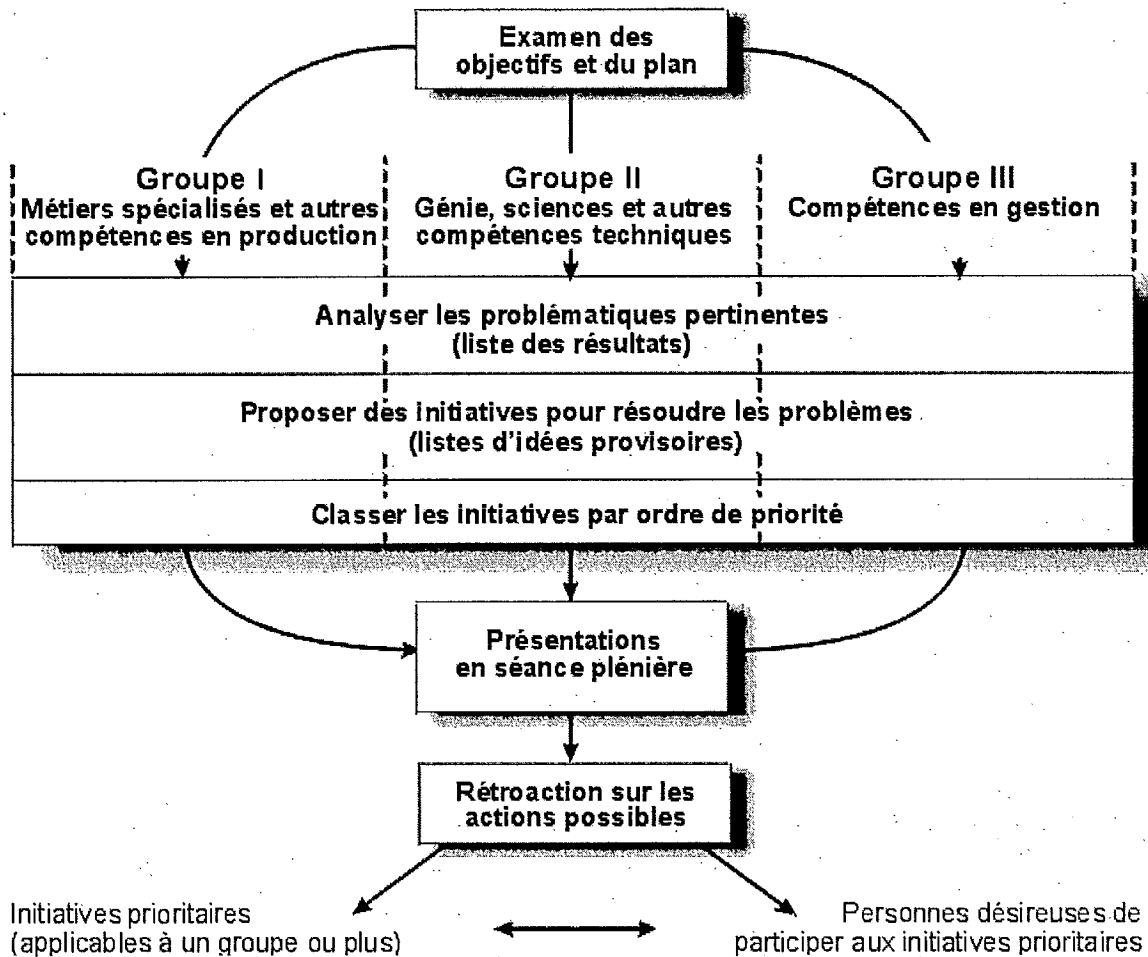 Examen des
objectifs et du plan
Groupe I
Métiers spécialisés et autres
compétences en production
Groupe II
Génie, sciences et autres
compétences techniques
Groupe III
Compétences en gestion
Analyser les problématiques pertinentes
(liste des résultats)
Proposer des initiatives pour résoudre les problèmes
(listes d'idées provisoires)
Classer les initiatives par ordre de priorité
Présentations
en séance plénière
Rétroaction sur les
actions possibles
Initiatives prioritaires
(applicables à un groupe ou plus)
Personnes désireuses de
participer aux initiatives prioritaires